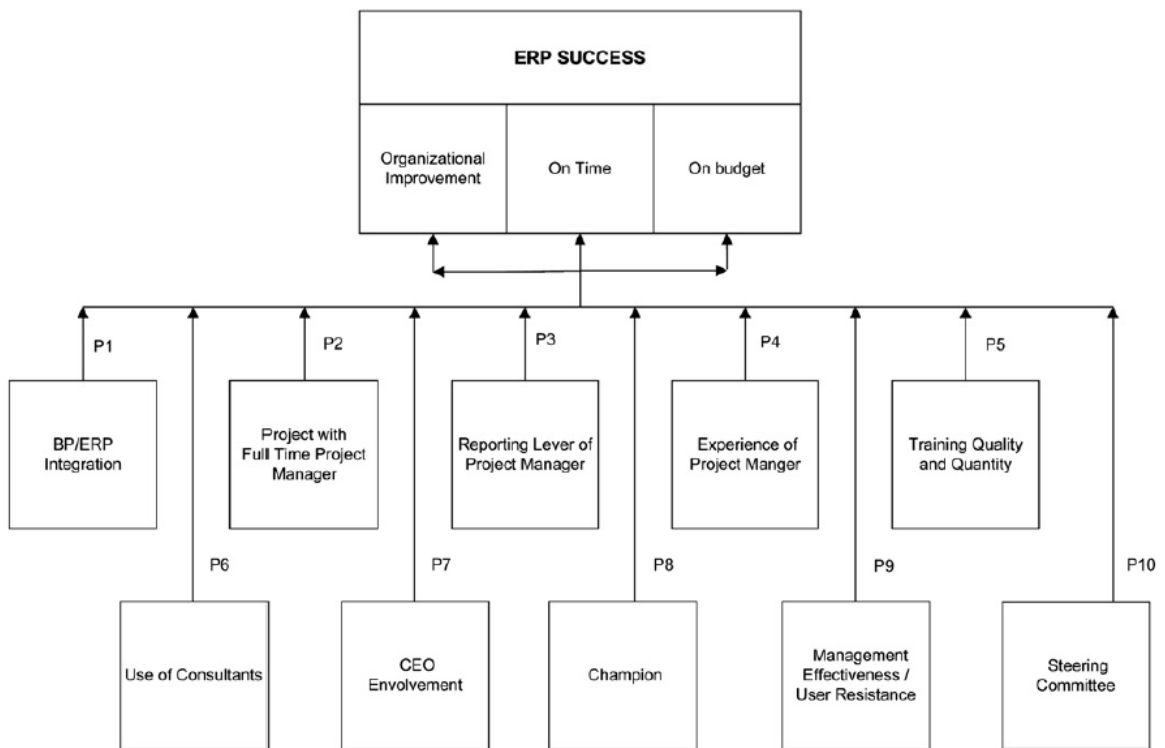 ERP SUCCESS
Organizational
Improvement
On Time
On budget
P1
P2
P3
P4
P5
BP/ERP
Integration
Project with
Full Time Project
Manager
Reporting Lever of
Project Manager
Experience of
Project Manger
Training Quality
and Quantity
P6
P7
P8
P9
P10
Use of Consultants
CEO
Envolvement
Champion
Management
Effectiveness /
User Resistance
Steering
Committee